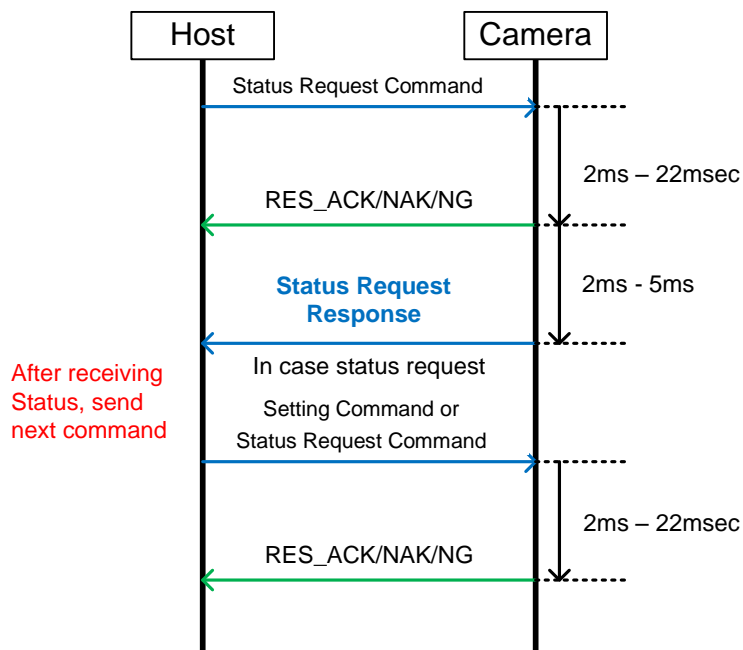 Host
Camera
Status Request Command
2ms – 22msec
RES_ACK/NAK/NG
Status Request
Response
2ms - 5ms
In case status request
After receiving
Status, send
next command
Setting Command or
Status Request Command
2ms – 22msec
RES_ACK/NAK/NG